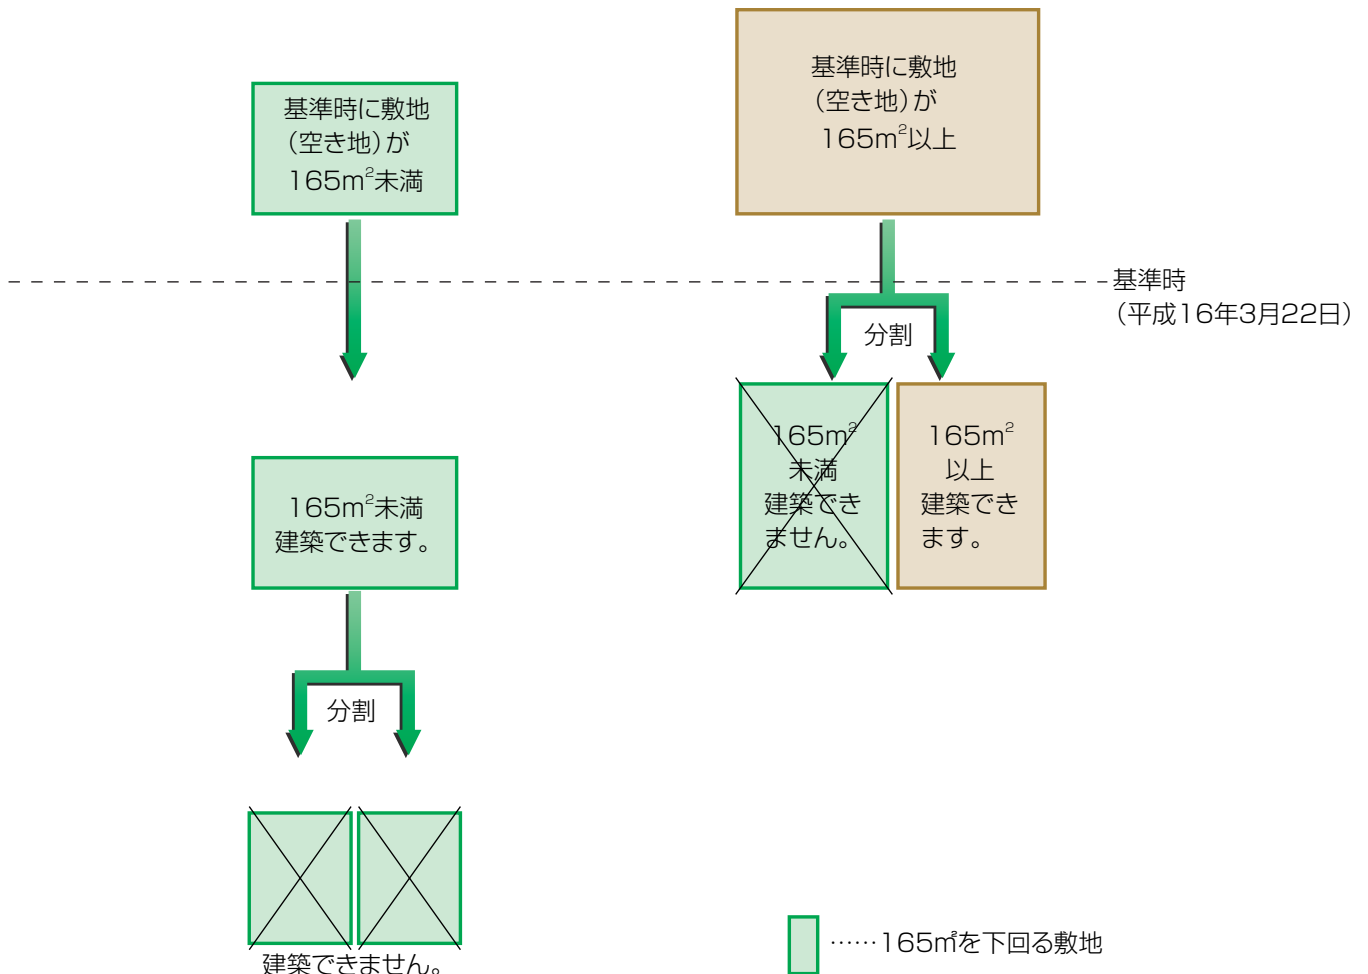 基準時に敷地
(空き地)が
165m²未満
基準時に敷地
(空き地)が
165m²以上
基準時
(平成16年3月22日)
分割
165m²
未満
建築でき
ません。
165m²
以上
建築でき
ます。
165m²未満
建築できます。
分割
建築できません。
……165㎡を下回る敷地